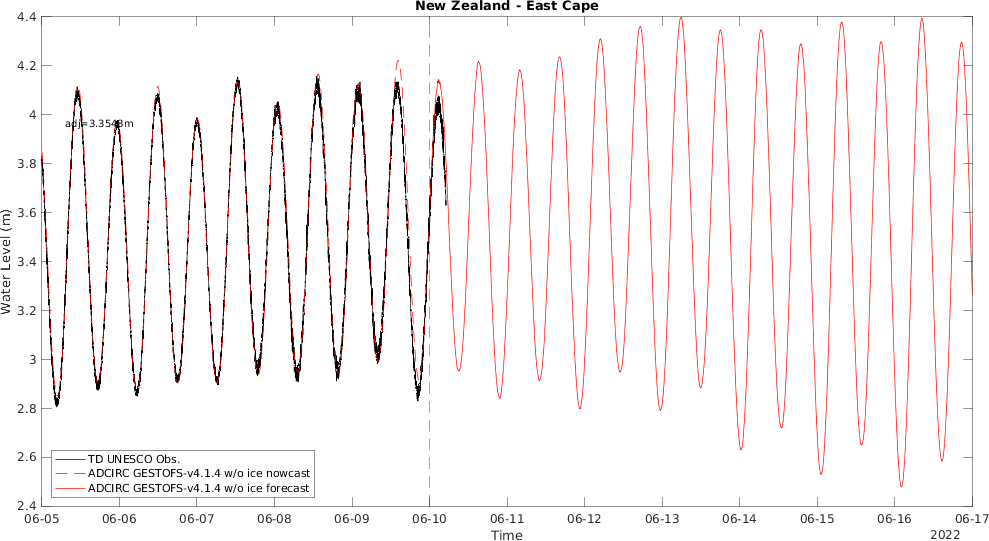 New Zealand - East Cape
Water Level (m)
4.4
4.2
4
3.8
3.6
3.4
3.2
3
2.8
2.6
2.4
adj=3.3543m
TD UNESCO Obs.
ADCIRC GESTOFS-v4.1.4 w/o ice nowcast
ADCIRC GESTOFS-v4.1.4 w/o ice forecast
06-05 06-06 06-07 06-08 06-09 06-10 06-11 06-12 06-13 06-14 06-15 06-16 06-17
Time
2022